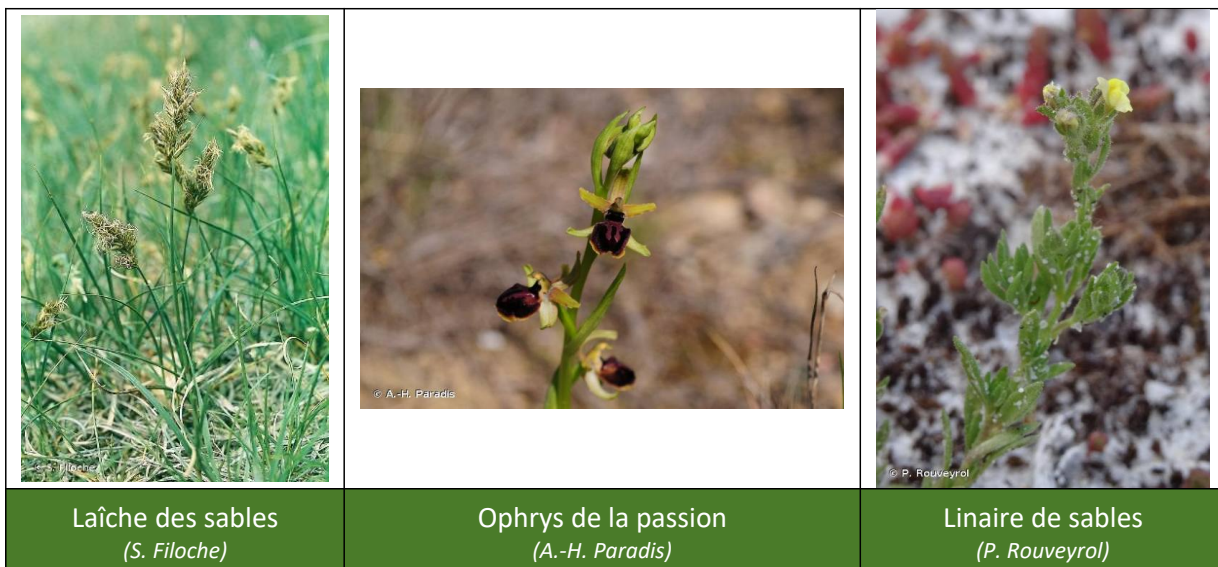 © S. Filoche
© A.-H. Paradis
© P. Rouveyrol
Laîche des sables
(S. Filoche)
Ophrys de la passion
(A.-H. Paradis)
Linaire de sables
(P. Rouveyrol)